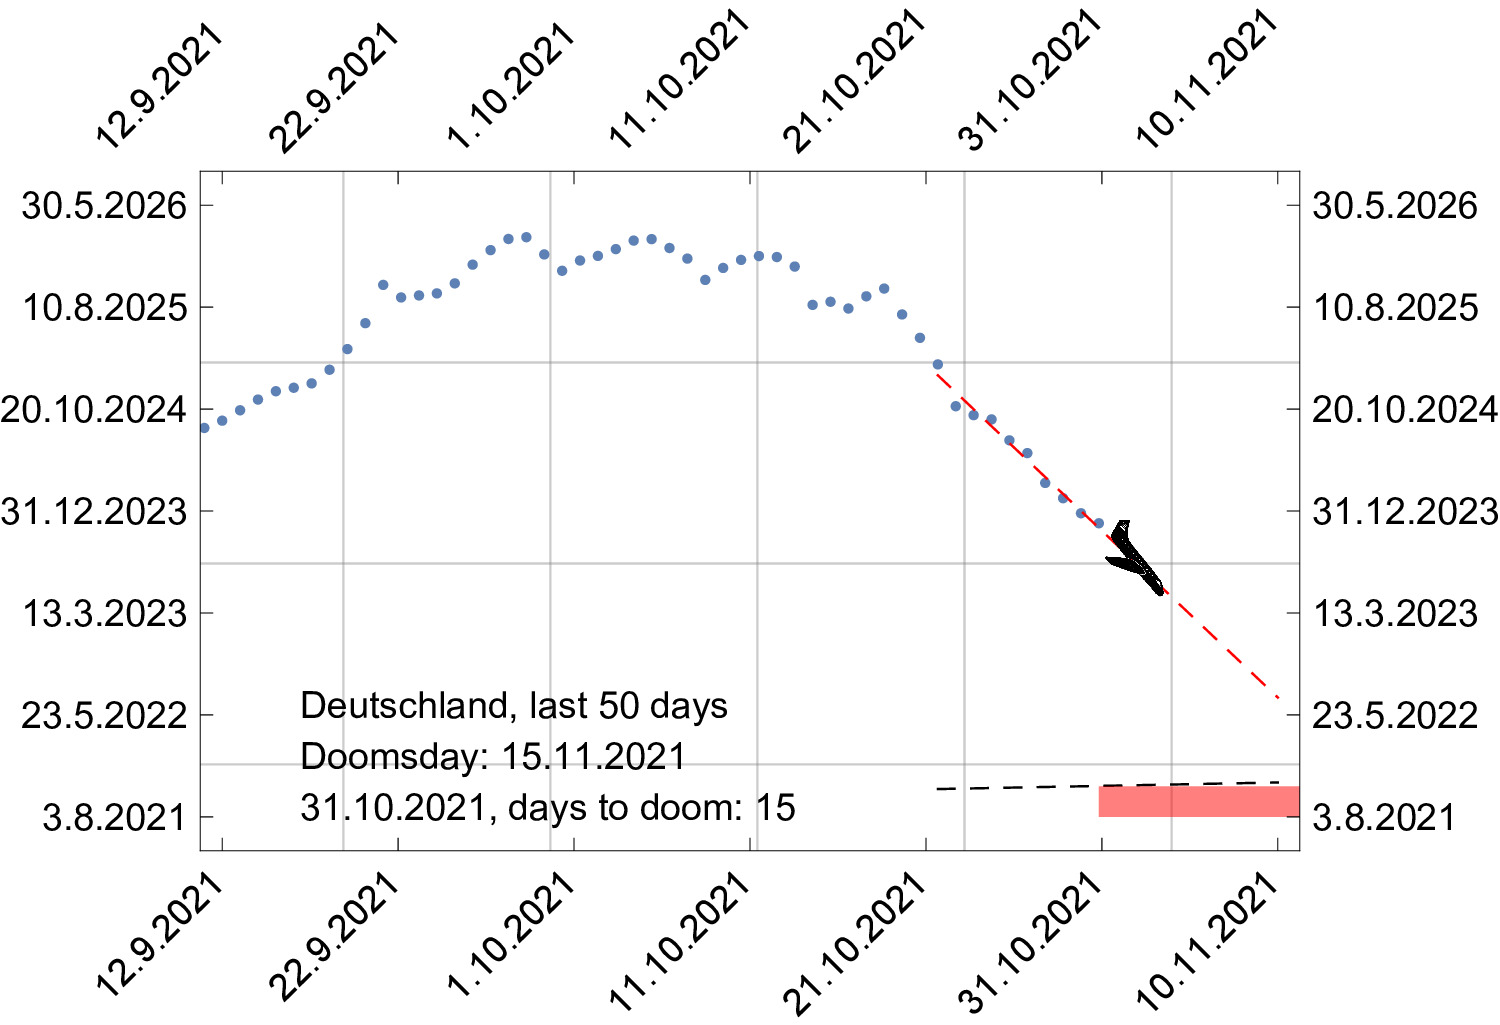 12.9.2021 22.9.2021 1.10.2021 11.10.2021 21.10.2021 31.10.2021 10.11.2021
30.5.2026 30.5.2026
10.8.2025 10.8.2025
20.10.2024 20.10.2024
31.12.2023 31.12.2023
13.3.2023 13.3.2023
Deutschland, last 50 days
23.5.2022 23.5.2022
Doomsday: 15.11.2021
31.10.2021, days to doom: 15
3.8.2021 3.8.2021
12.9.2021 22.9.2021 1.10.2021 11.10.2021 21.10.2021 31.10.2021 10.11.2021